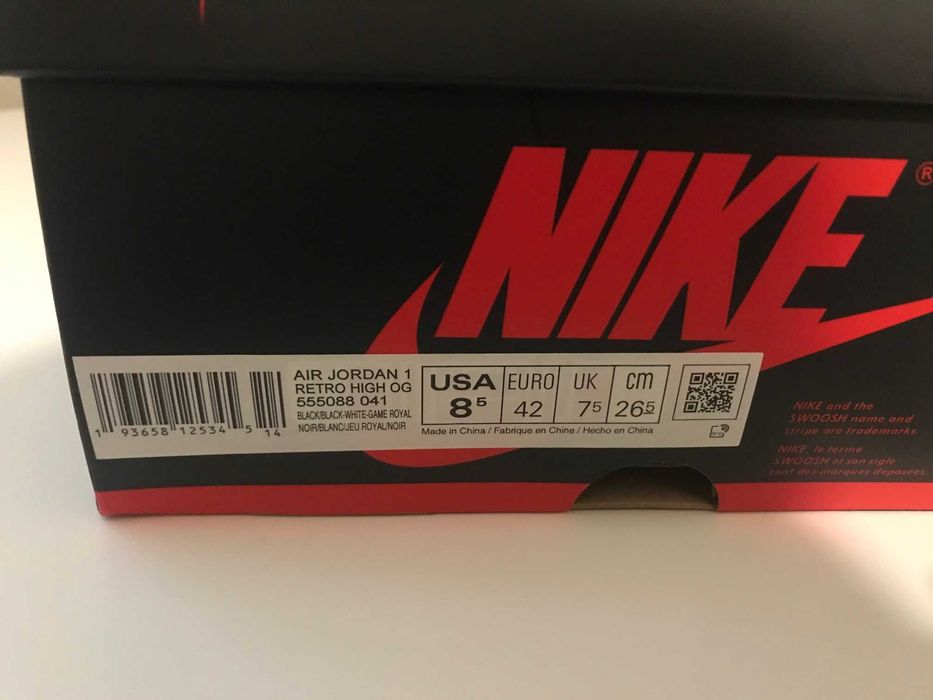 NIKE®
AIR JORDAN 1
RETRO HIGH OG
555088 041
BLACK/BLACK-WHITE-GAME ROYAL
NOIR/BLANC/JEU ROYAL/NOIR
1 93658 12534 5 14
USA EURO UK cm
8⁵ 42 7⁵ 26⁵
Made in China / Fabrique en Chine / Hecho en China
NIKE and the
SWOOSH name and
stripe are trademarks.
NIKE, le terme
SWOOSH et son sigle
sont des marques deposees.